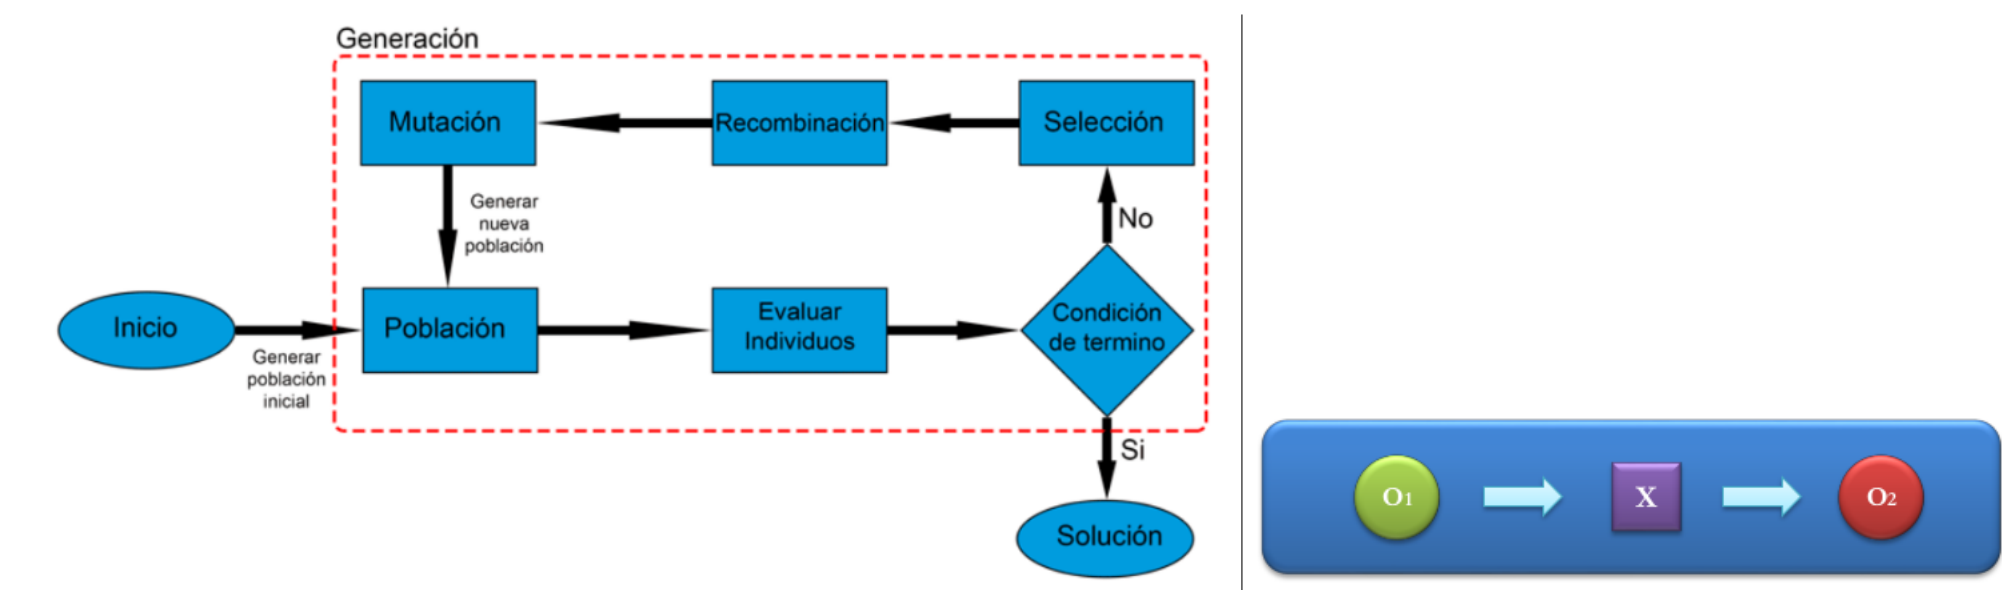 Generación
Mutación
Recombinación
Selección
Generar
nueva
población
No
Inicio
Generar
población
inicial
Población
Evaluar
Individuos
Condición
de termino
Si
Solución
O1
X
O2